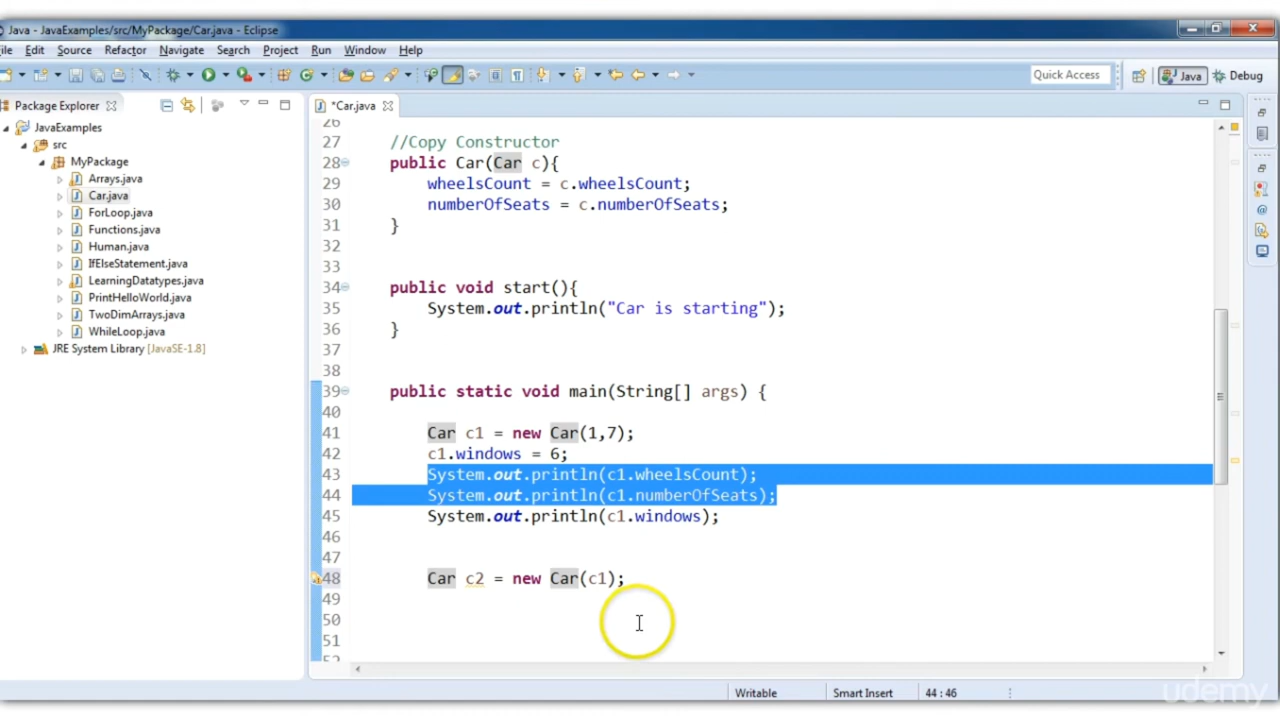 Java - JavaExamples/src/MyPackage/Car.java - Eclipse
ile Edit Source Refactor Navigate Search Project Run Window Help
Quick Access Java Debug
Package Explorer
*Car.java
JavaExamples
src
MyPackage
Arrays.java
Car.java
ForLoop.java
Functions.java
Human.java
IfElseStatement.java
LearningDatatypes.java
PrintHelloWorld.java
TwoDimArrays.java
WhileLoop.java
JRE System Library [JavaSE-1.8]
26
27 //Copy Constructor
28 public Car(Car c){
29 wheelsCount = c.wheelsCount;
30 numberOfSeats = c.numberOfSeats;
31 }
32
33
34 public void start(){
35 System.out.println("Car is starting");
36 }
37
38
39 public static void main(String[] args) {
40
41 Car c1 = new Car(1,7);
42 c1.windows = 6;
43 System.out.println(c1.wheelsCount);
44 System.out.println(c1.numberOfSeats);
45 System.out.println(c1.windows);
46
47
48 Car c2 = new Car(c1);
49
50
51
52
Writable Smart Insert 44 : 46
udemy